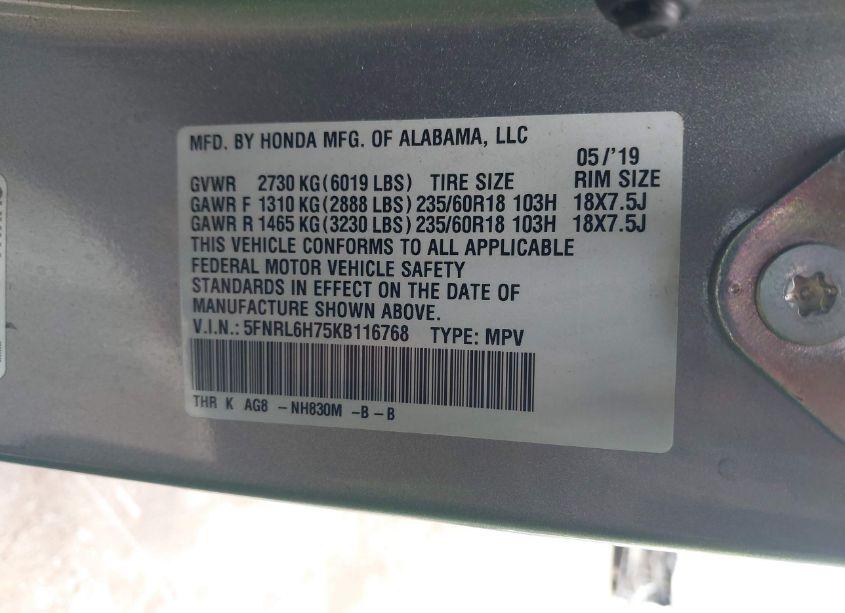 MFD. BY HONDA MFG. OF ALABAMA, LLC
05/'19
GVWR 2730 KG(6019 LBS) TIRE SIZE RIM SIZE
GAWR F 1310 KG(2888 LBS) 235/60R18 103H 18X7.5J
GAWR R 1465 KG(3230 LBS) 235/60R18 103H 18X7.5J
THIS VEHICLE CONFORMS TO ALL APPLICABLE
FEDERAL MOTOR VEHICLE SAFETY
STANDARDS IN EFFECT ON THE DATE OF
MANUFACTURE SHOWN ABOVE.
V.I.N.: 5FNRL6H75KB116768 TYPE: MPV
THR K AG8 - NH830M -B - B